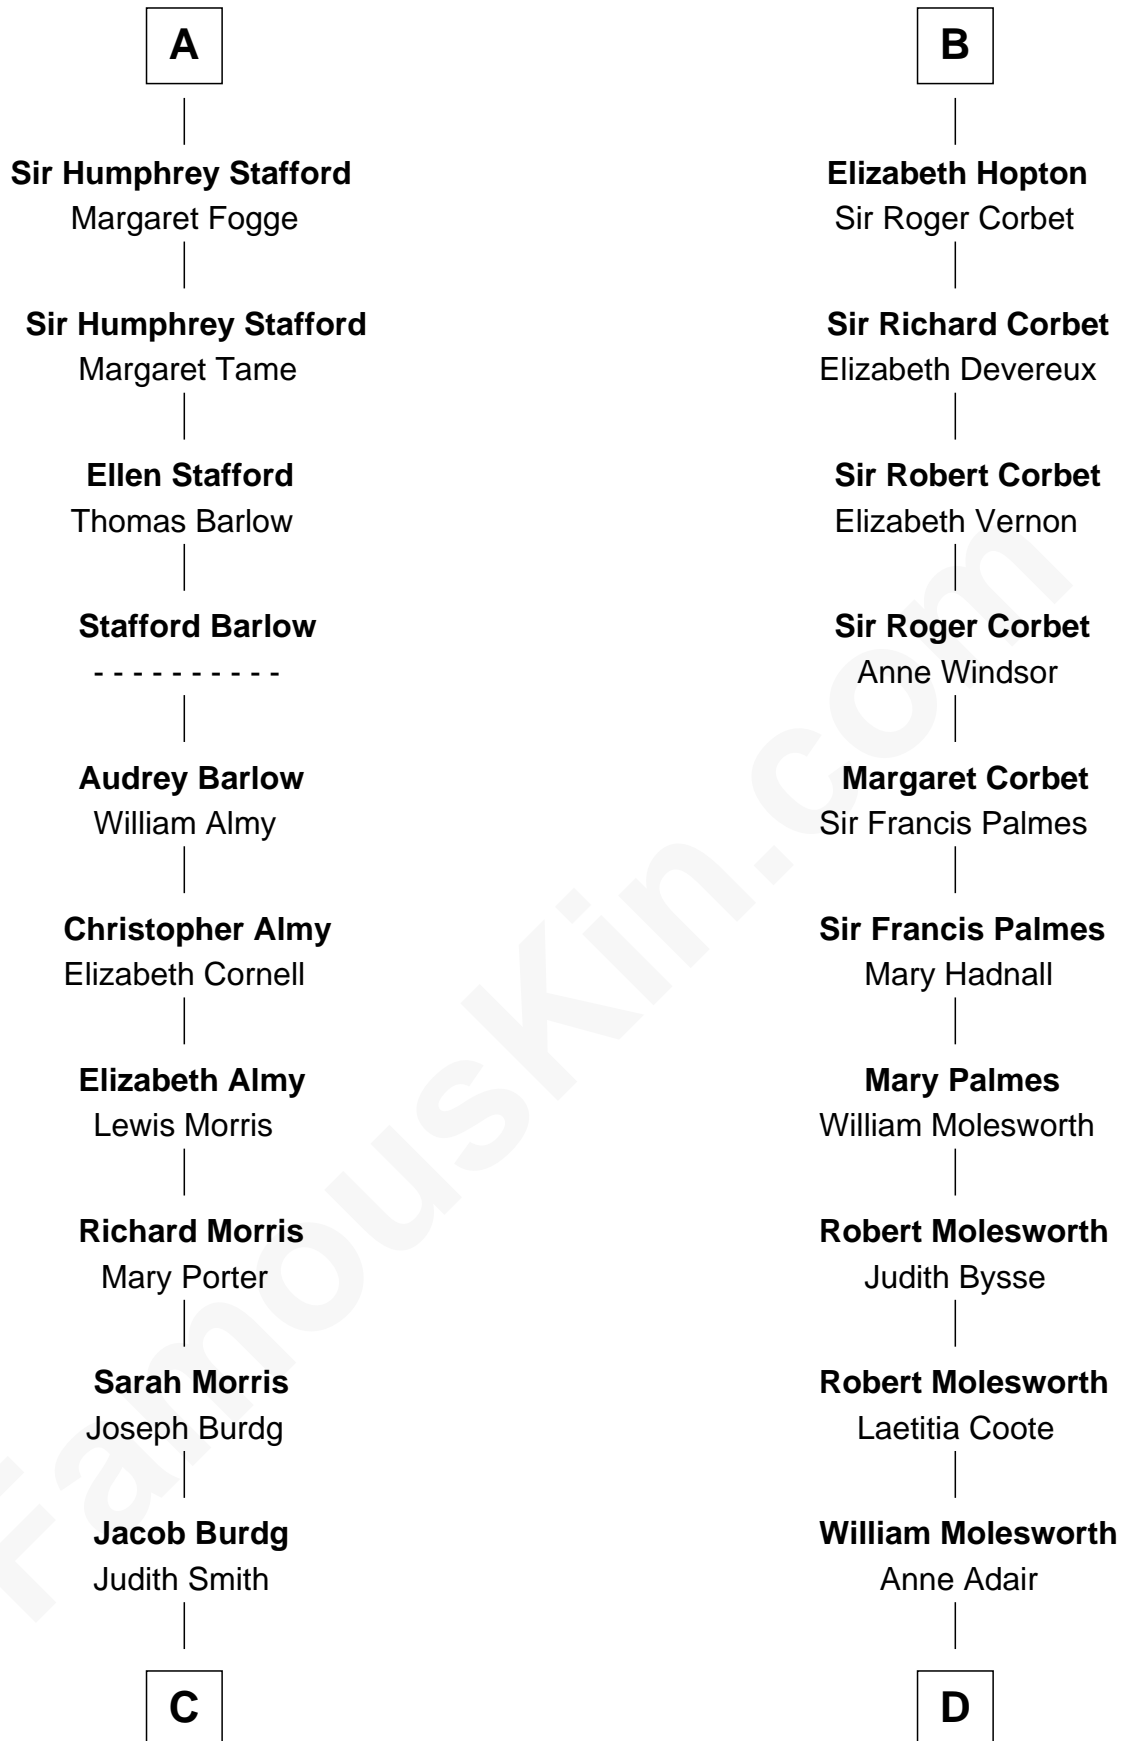 A
Sir Humphrey Stafford
Margaret Fogge
Sir Humphrey Stafford
Margaret Tame
Ellen Stafford
Thomas Barlow
Stafford Barlow
- - - - - - - - - -
Audrey Barlow
William Almy
Christopher Almy
Elizabeth Cornell
Elizabeth Almy
Lewis Morris
Richard Morris
Mary Porter
Sarah Morris
Joseph Burdg
Jacob Burdg
Judith Smith
C
B
Elizabeth Hopton
Sir Roger Corbet
Sir Richard Corbet
Elizabeth Devereux
Sir Robert Corbet
Elizabeth Vernon
Sir Roger Corbet
Anne Windsor
Margaret Corbet
Sir Francis Palmes
Sir Francis Palmes
Mary Hadnall
Mary Palmes
William Molesworth
Robert Molesworth
Judith Bysse
Robert Molesworth
Laetitia Coote
William Molesworth
Anne Adair
D
FamousKin.com